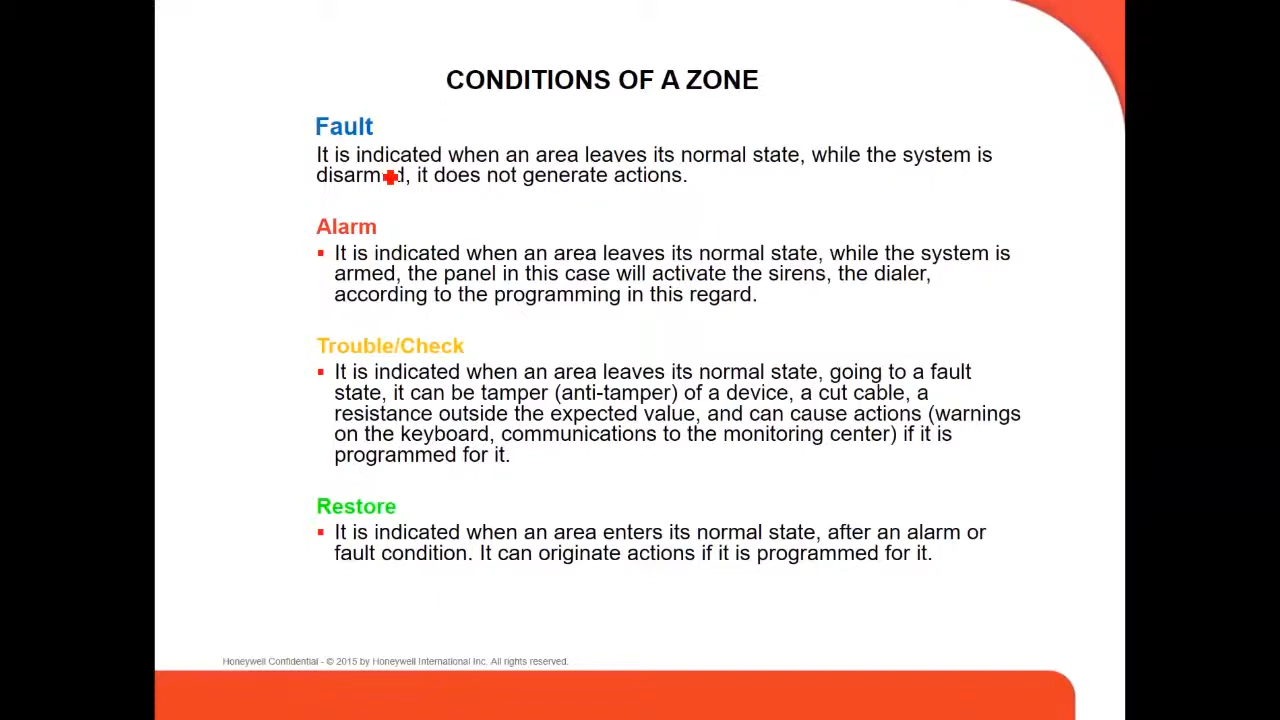 CONDITIONS OF A ZONE
Fault
It is indicated when an area leaves its normal state, while the system is
disarmed, it does not generate actions.
Alarm
▪ It is indicated when an area leaves its normal state, while the system is
armed, the panel in this case will activate the sirens, the dialer,
according to the programming in this regard.
Trouble/Check
▪ It is indicated when an area leaves its normal state, going to a fault
state, it can be tamper (anti-tamper) of a device, a cut cable, a
resistance outside the expected value, and can cause actions (warnings
on the keyboard, communications to the monitoring center) if it is
programmed for it.
Restore
▪ It is indicated when an area enters its normal state, after an alarm or
fault condition. It can originate actions if it is programmed for it.
Honeywell Confidential - © 2015 by Honeywell International Inc. All rights reserved.